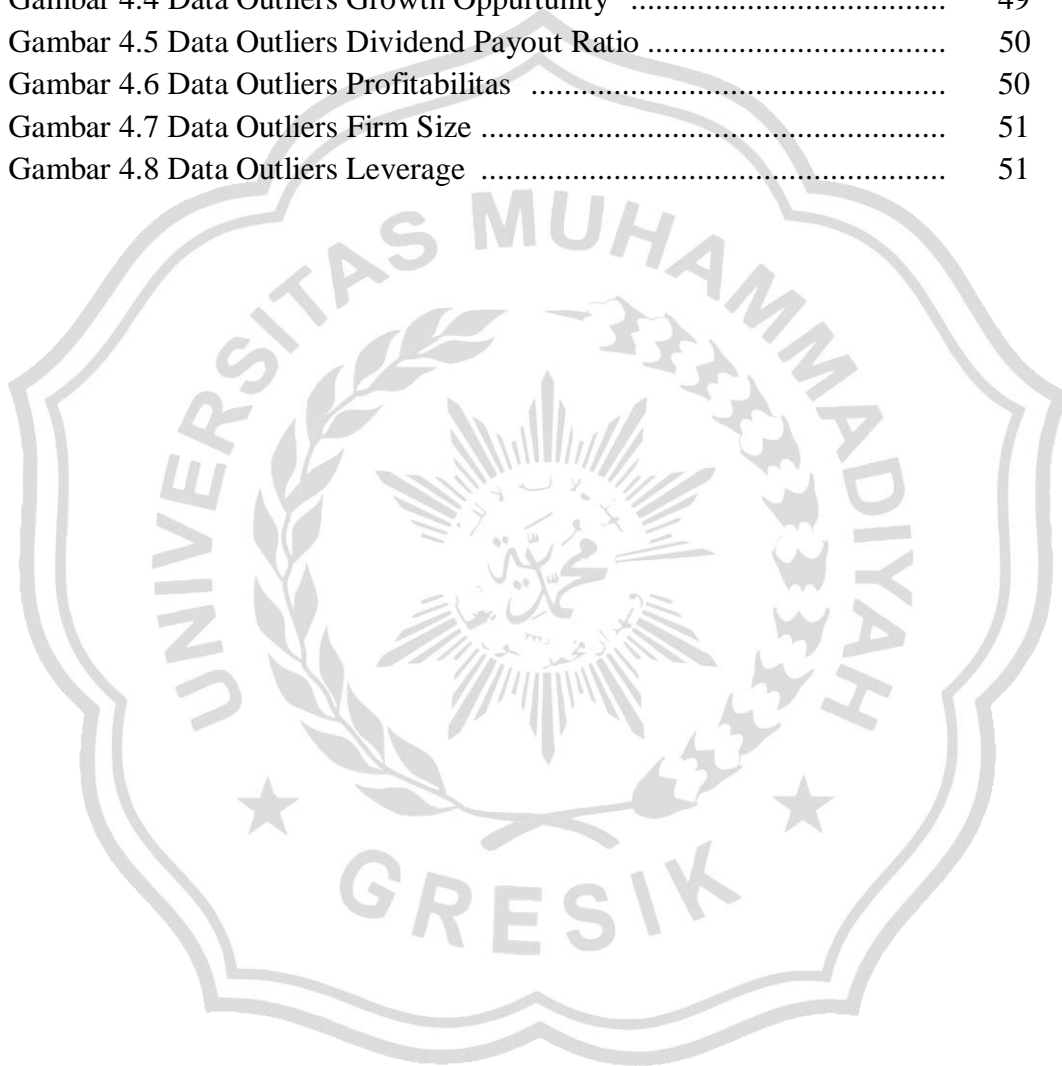 Gambar 4.4 Data Outliers Growth Oppurtunity .................................... 49
Gambar 4.5 Data Outliers Dividend Payout Ratio .................................. 50
Gambar 4.6 Data Outliers Profitabilitas ............................................... 50
Gambar 4.7 Data Outliers Firm Size ..................................................... 51
Gambar 4.8 Data Outliers Leverage ..................................................... 51
UNIVERSITAS MUHAMMADIYAH
محمد
GRESIK